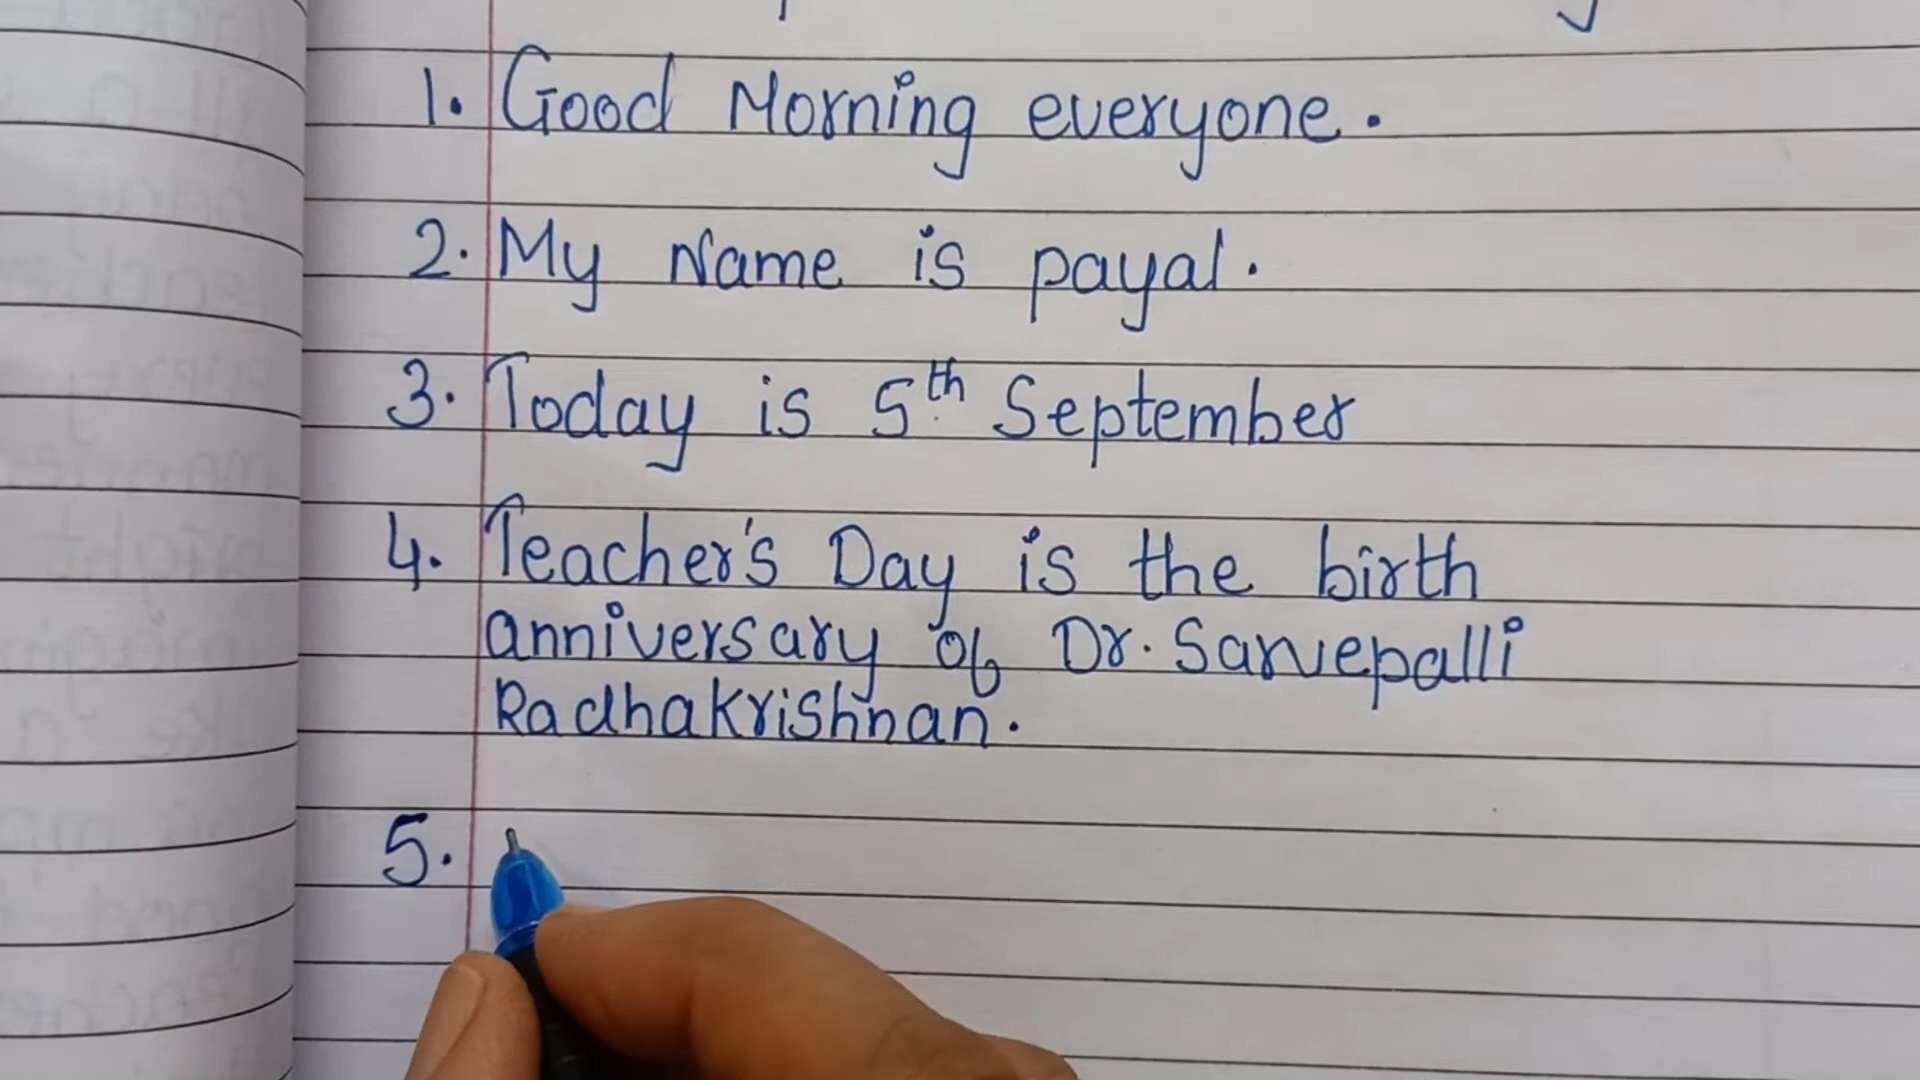 1. Good Morning everyone.
2. My Name is payal.
3. Today is 5th September
4. Teacher's Day is the birth
anniversary of Dr. Sarvepalli
Radhakrishnan.
5.